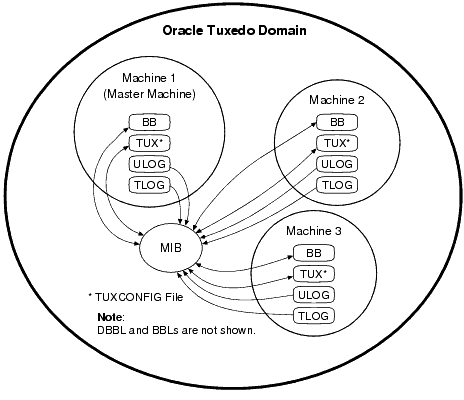 Oracle Tuxedo Domain
Machine 1
(Master Machine)
BB
TUX*
ULOG
TLOG
Machine 2
BB
TUX*
ULOG
TLOG
MIB
Machine 3
BB
TUX*
ULOG
TLOG
* TUXCONFIG File
Note:
DBBL and BBLs are not shown.